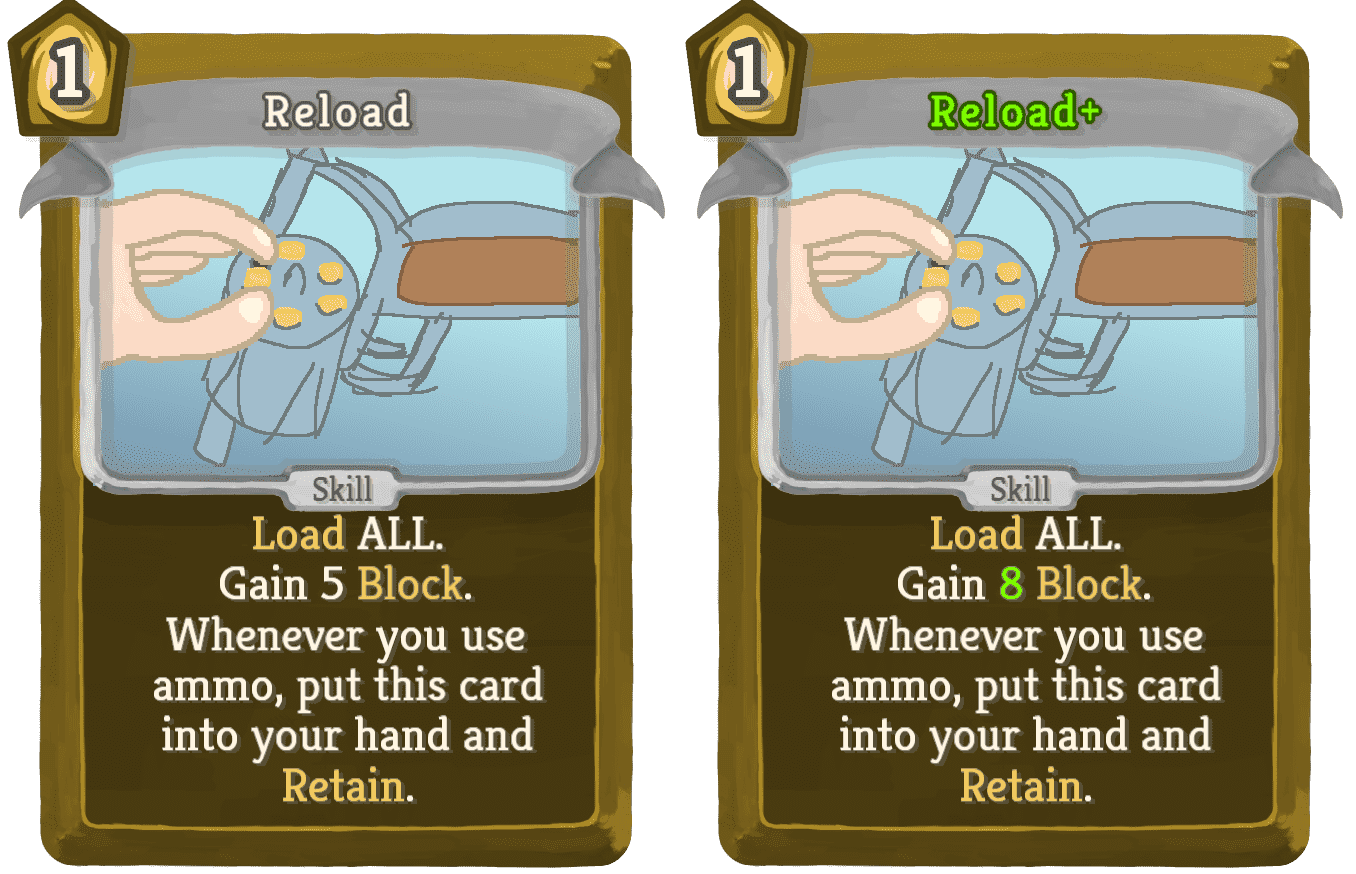 1
Reload
Skill
Load ALL.
Gain 5 Block.
Whenever you use
ammo, put this card
into your hand and
Retain.
1
Reload+
Skill
Load ALL.
Gain 8 Block.
Whenever you use
ammo, put this card
into your hand and
Retain.